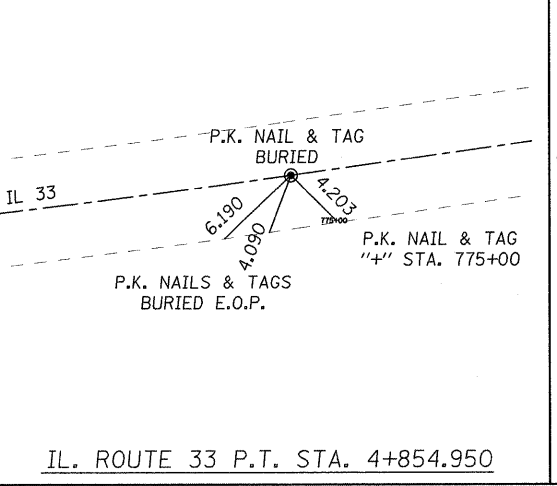 P.K. NAIL & TAG
BURIED
IL 33
6.190
4.090
4.203
775+00
P.K. NAIL & TAG
"+" STA. 775+00
P.K. NAILS & TAGS
BURIED E.O.P.
IL. ROUTE 33 P.T. STA. 4+854.950